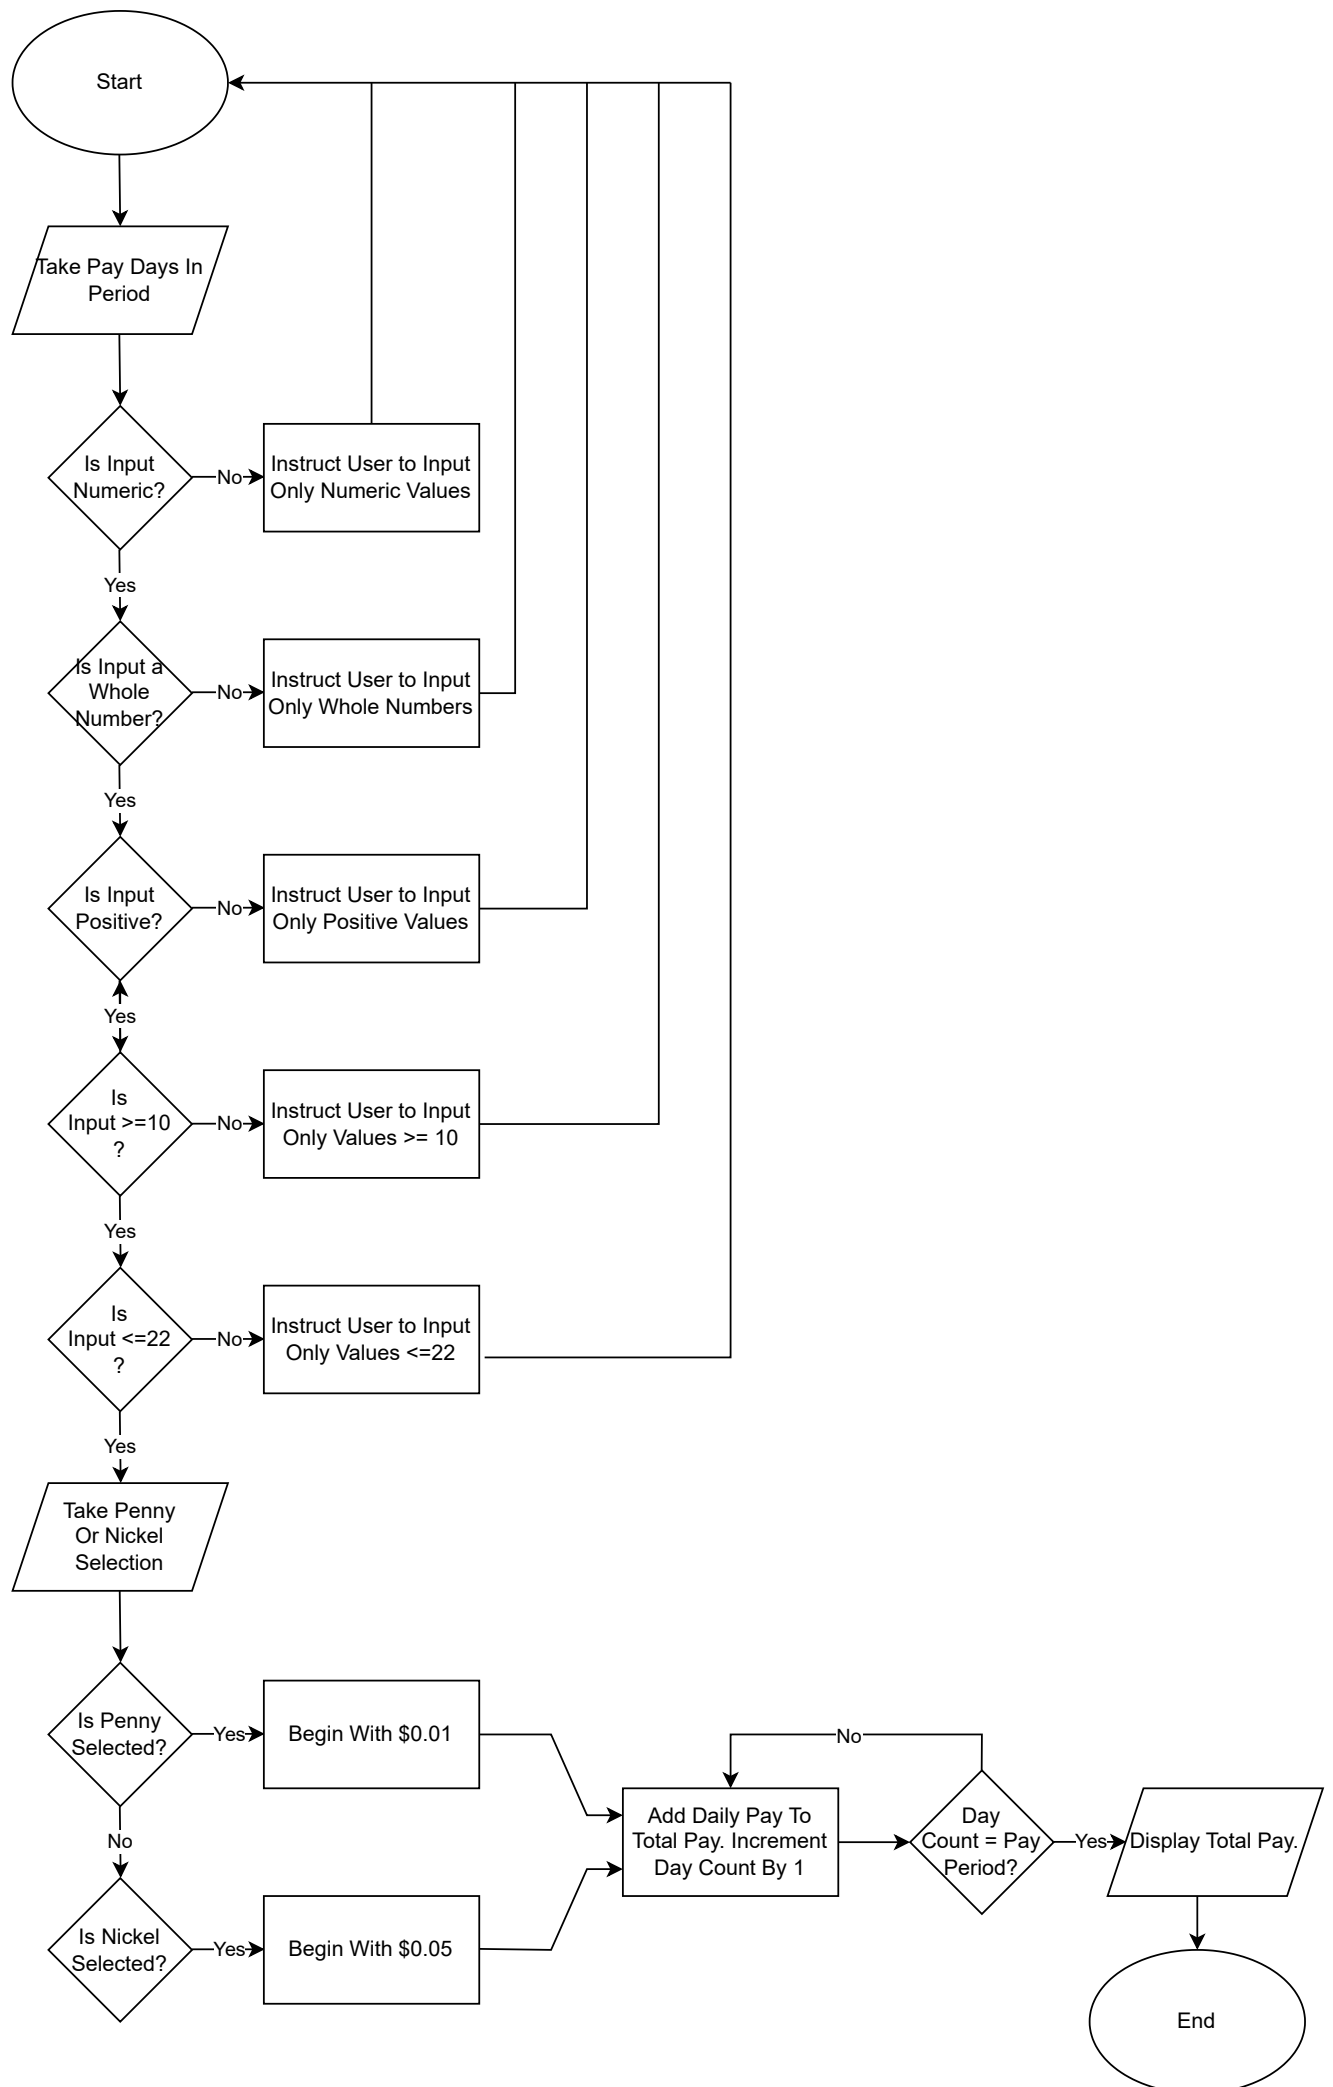 Start
Take Pay Days In
Period
Is Input
Numeric?
No
Instruct User to Input
Only Numeric Values
Yes
Is Input a
Whole
Number?
No
Instruct User to Input
Only Whole Numbers
Yes
Is Input
Positive?
No
Instruct User to Input
Only Positive Values
Yes
Is
Input >=10
?
No
Instruct User to Input
Only Values >= 10
Yes
Is
Input <=22
?
No
Instruct User to Input
Only Values <=22
Yes
Take Penny
Or Nickel
Selection
Is Penny
Selected?
Yes
Begin With $0.01
No
Is Nickel
Selected?
Yes
Begin With $0.05
Add Daily Pay To
Total Pay. Increment
Day Count By 1
No
Day
Count = Pay
Period?
Yes
Display Total Pay.
End